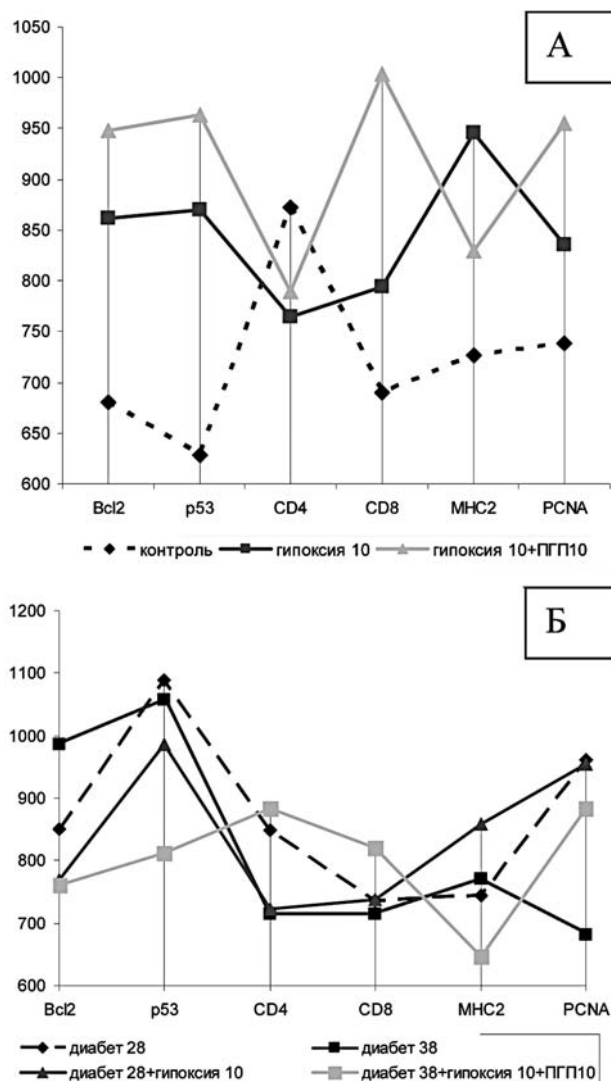 А
1050
1000
950
900
850
800
750
700
650
600
Bcl2 p53 CD4 CD8 MHC2 PCNA
контроль гипоксия 10 гипоксия 10+ПГП10
Б
1200
1100
1000
900
800
700
600
Bcl2 p53 CD4 CD8 MHC2 PCNA
диабет 28 диабет 38
диабет 28+гипоксия 10 диабет 38+гипоксия 10+ПГП10